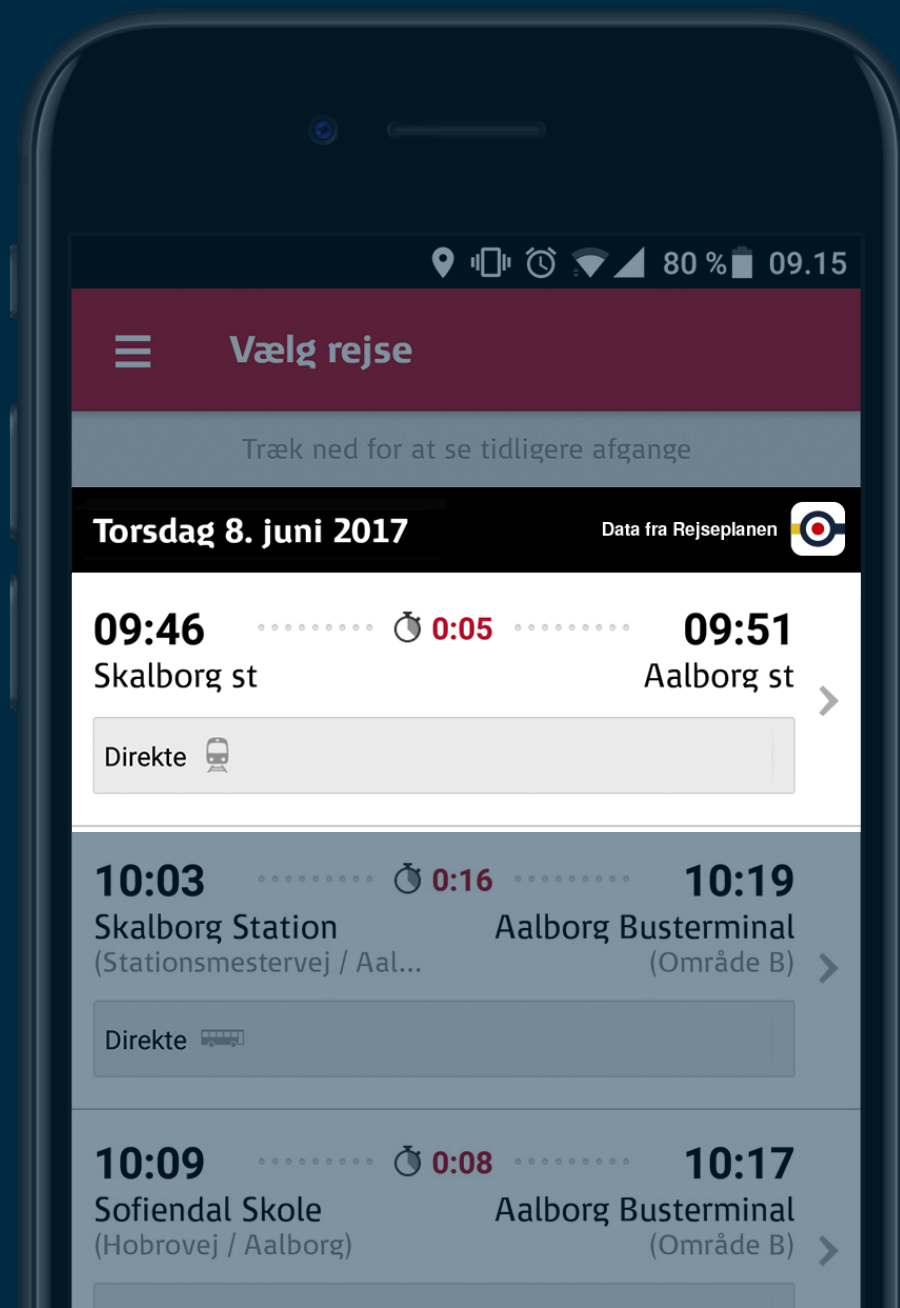 80 % 09.15
Vælg rejse
Træk ned for at se tidligere afgange
Torsdag 8. juni 2017 Data fra Rejseplanen
09:46 0:05 09:51
Skalborg st Aalborg st
Direkte
10:03 0:16 10:19
Skalborg Station Aalborg Busterminal
(Stationsmestervej / Aal... (Område B)
Direkte
10:09 0:08 10:17
Sofiendal Skole Aalborg Busterminal
(Hobrovej / Aalborg) (Område B)